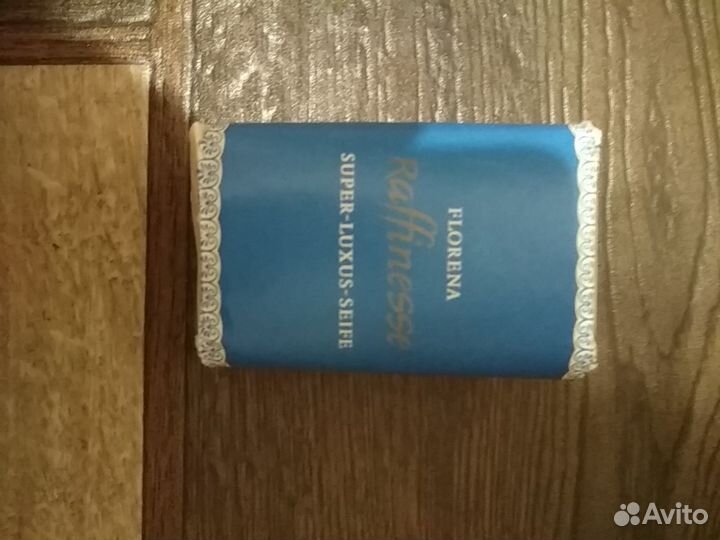 FLORENA
Raffinesse
SUPER-LUXUS-SEIFE
Avito